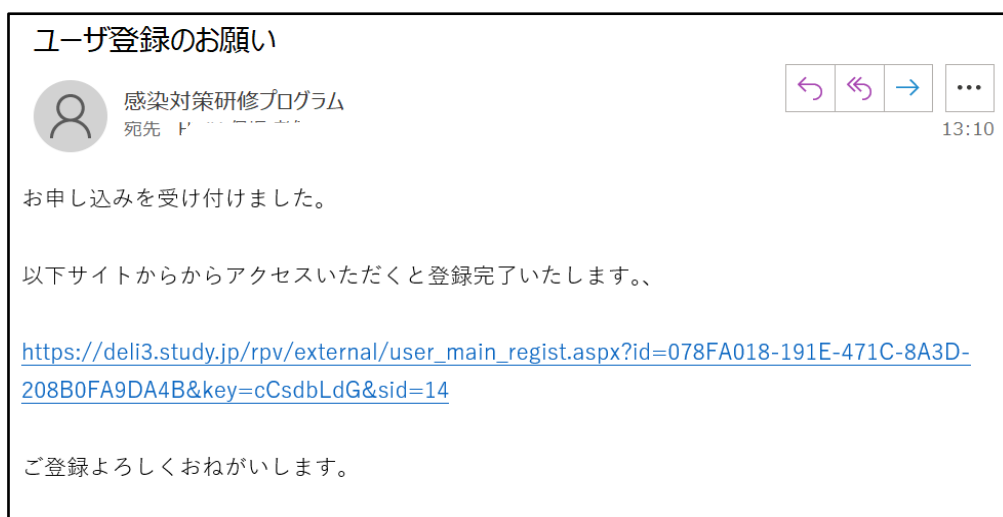 ユーザ登録のお願い
感染対策研修プログラム
宛先
13:10
お申し込みを受け付けました。
以下サイトからからアクセスいただくと登録完了いたします。、
https://deli3.study.jp/rpv/external/user_main_regist.aspx?id=078FA018-191E-471C-8A3D-
208B0FA9DA4B&key=cCsdbLdG&sid=14
ご登録よろしくおねがいします。